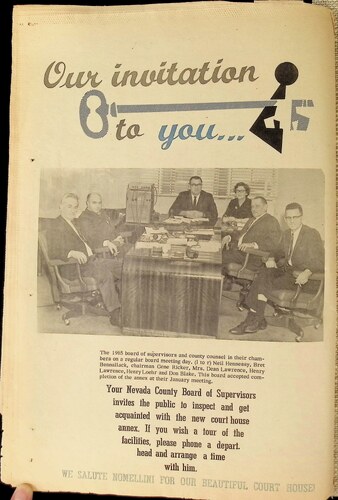 Our invitation
to you...
The 1965 board of supervisors and county counsel in their cham-
bers on a regular board meeting day. (l to r) Neil Hennessy, Bret
chairman Gene Ricker, Mrs. Dean Lawrence, Henry
Lawrence, Henry Loehr and Don Blake. This board accepted com-
pletion of the annex at their January meeting.
Your Nevada County Board of Supervisors
invites the public to inspect and get
acquainted with the new court house
annex. If you wish a tour of the
facilities, please phone a depart.
head and arrange a time
with him.
WE SALUTE NOMELLINI FOR OUR BEAUTIFUL COURT HOUSE!